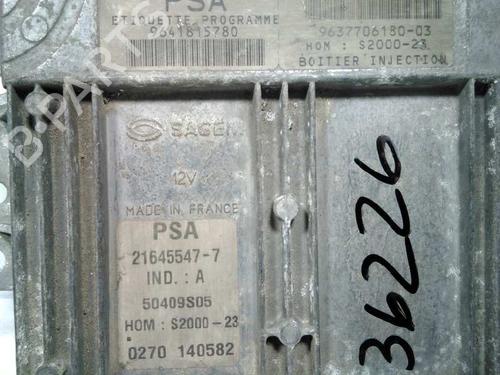 PSA
ETIQUETTE PROGRAMME
9641815780
9637706180-03
HOM : S2000-23
BOITIER INJECTION
SAGEM
12V
MADE IN FRANCE
PSA
21645547-7
IND.: A
50409S05
HOM : S2000-23
0270 140582
36226
B-PARTS